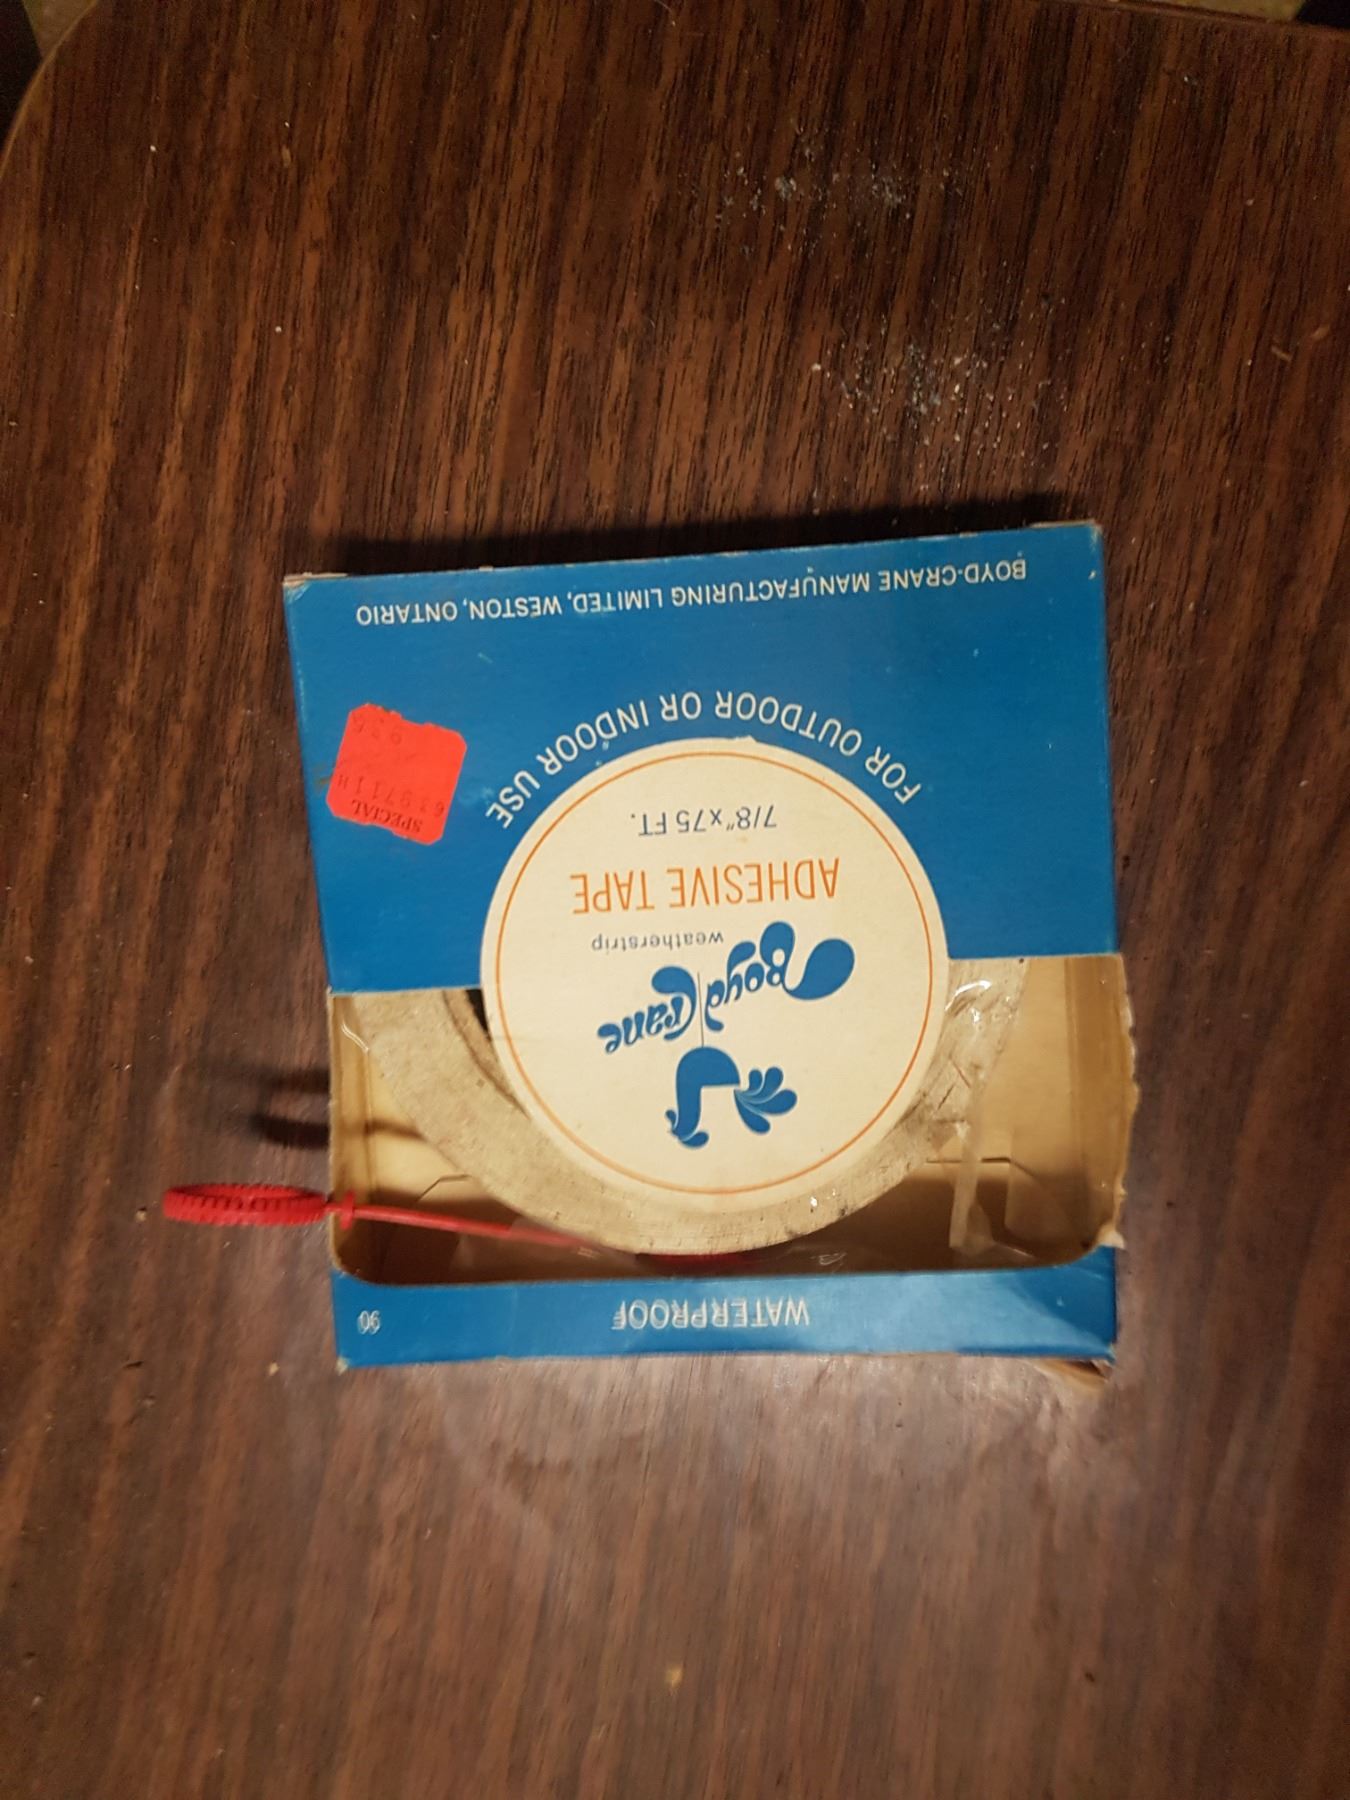 WATERPROOF
90
Boyd Crane
weatherstrip
ADHESIVE TAPE
7/8"x75 FT.
FOR OUTDOOR OR INDOOR USE
SPECIAL
BOYD-CRANE MANUFACTURING LIMITED, WESTON, ONTARIO